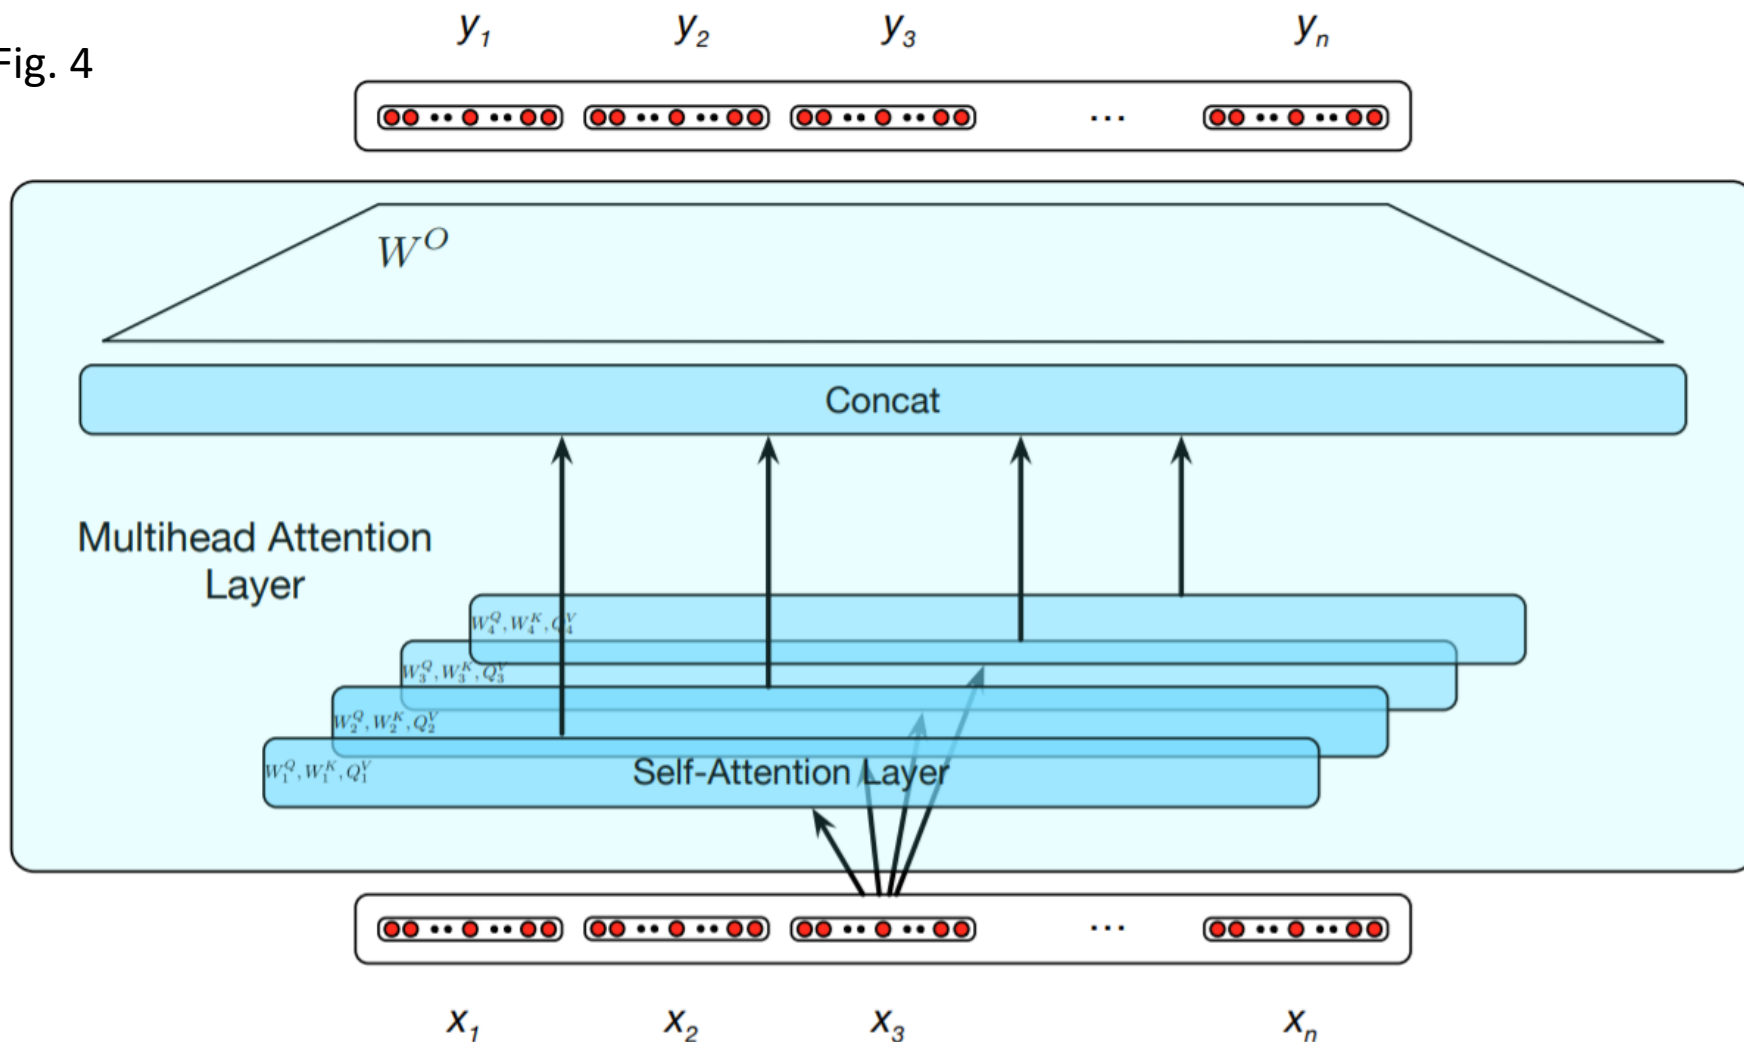 y₁ y₂ y₃ yₙ
Fig. 4
...
W^O
Concat
Multihead Attention
Layer
W₄^Q, W₄^K, Q₄^V
W₃^Q, W₃^K, Q₃^V
W₂^Q, W₂^K, Q₂^V
W₁^Q, W₁^K, Q₁^V Self-Attention Layer
...
x₁ x₂ x₃ xₙ